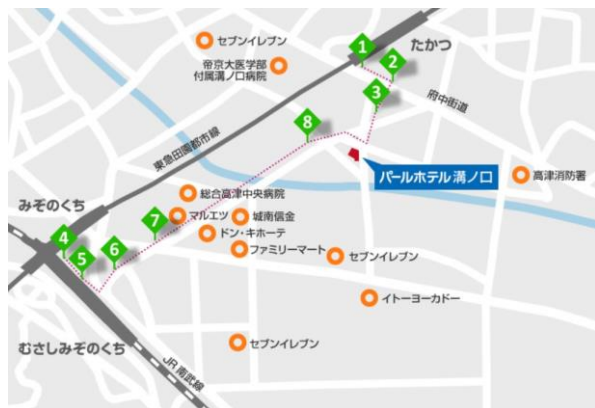 セブンイレブン
1
たかつ
2
帝京大医学部
付属溝ノ口病院
3
府中街道
8
東急田園都市線
パールホテル溝ノ口
高津消防署
総合高津中央病院
みぞのくち
マルエツ
城南信金
7
ドン・キホーテ
4
6
ファミリーマート
5
セブンイレブン
イトーヨーカドー
むさしみぞのくち
セブンイレブン
JR南武線